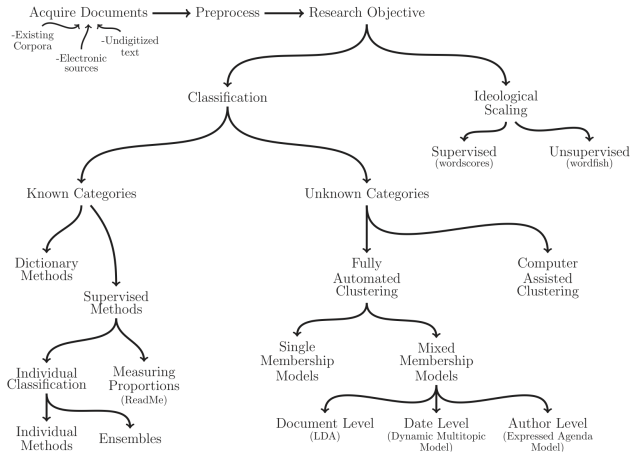 Acquire Documents
Preprocess
Research Objective
-Existing
Corpora
-Electronic
sources
-Undigitized
text
Classification
Ideological
Scaling
Supervised
(wordscores)
Unsupervised
(wordfish)
Known Categories
Unknown Categories
Dictionary
Methods
Supervised
Methods
Fully
Automated
Clustering
Computer
Assisted
Clustering
Individual
Classification
Measuring
Proportions
(ReadMe)
Single
Membership
Models
Mixed
Membership
Models
Individual
Methods
Ensembles
Document Level
(LDA)
Date Level
(Dynamic Multitopic
Model)
Author Level
(Expressed Agenda
Model)